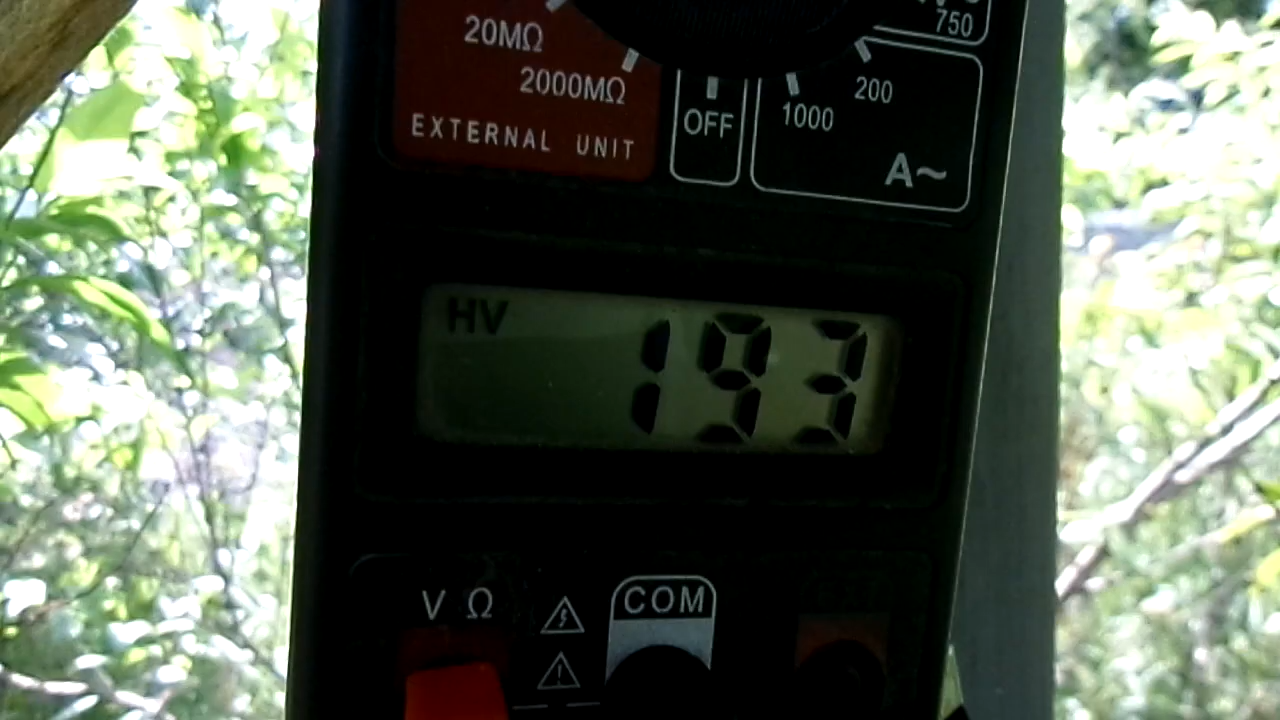 750
20MΩ
2000MΩ
200
1000
OFF
EXTERNAL UNIT
A~
HV
193
V Ω
COM